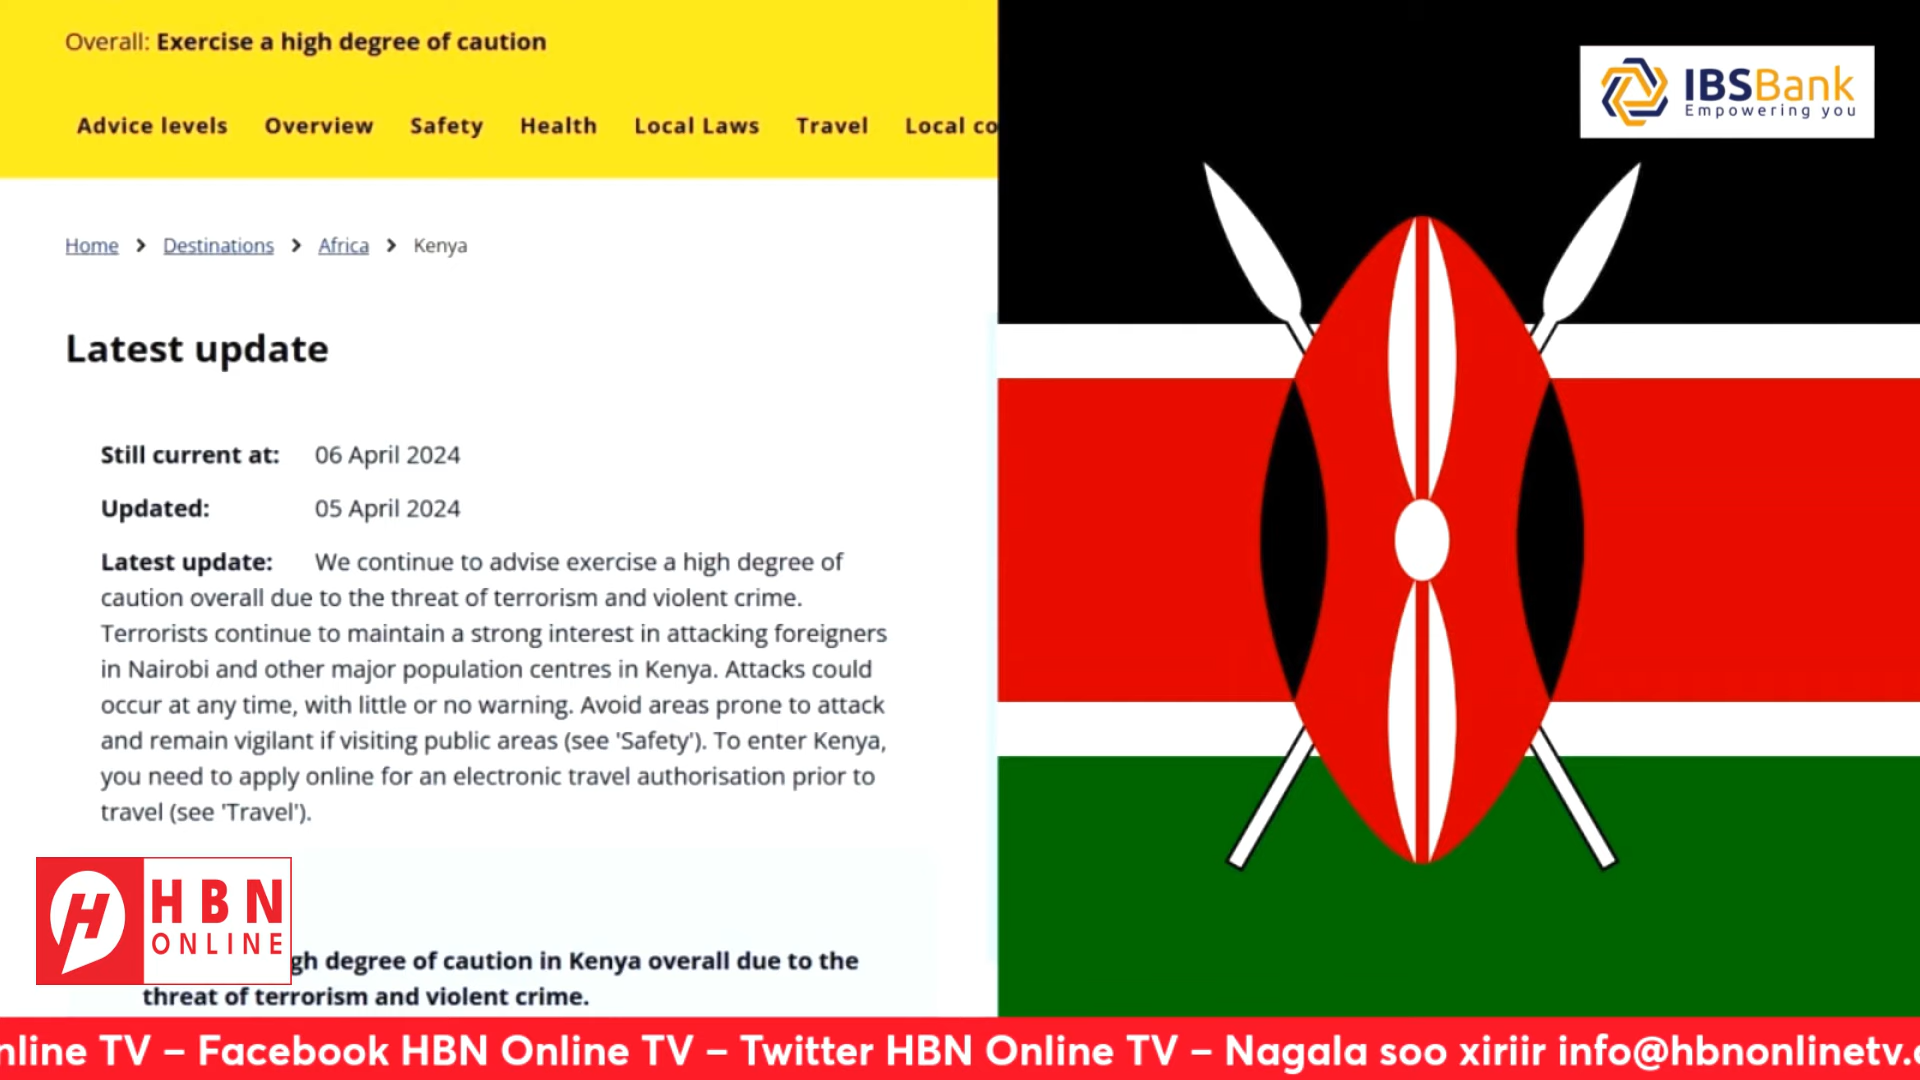 Overall: Exercise a high degree of caution
Advice levels Overview Safety Health Local Laws Travel Local co
IBSBank
Empowering you
Home > Destinations > Africa > Kenya
Latest update
Still current at: 06 April 2024
Updated: 05 April 2024
Latest update: We continue to advise exercise a high degree of
caution overall due to the threat of terrorism and violent crime.
Terrorists continue to maintain a strong interest in attacking foreigners
in Nairobi and other major population centres in Kenya. Attacks could
occur at any time, with little or no warning. Avoid areas prone to attack
and remain vigilant if visiting public areas (see 'Safety'). To enter Kenya,
you need to apply online for an electronic travel authorisation prior to
travel (see 'Travel').
HBN
ONLINE
gh degree of caution in Kenya overall due to the
threat of terrorism and violent crime.
nline TV – Facebook HBN Online TV – Twitter HBN Online TV – Nagala soo xiriir info@hbnonlinetv.